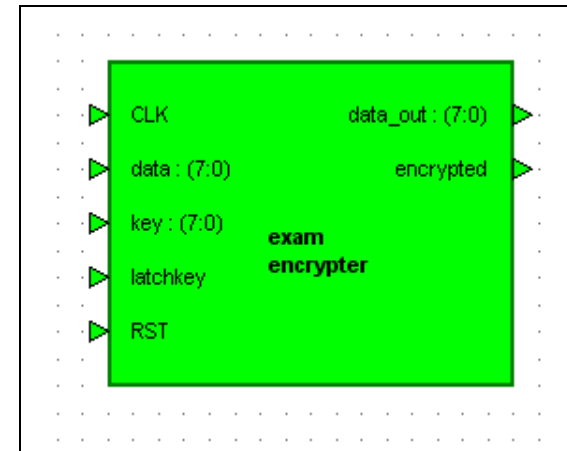 CLK
data_out : (7:0)
data : (7:0)
encrypted
key : (7:0)
exam
encrypter
latchkey
RST